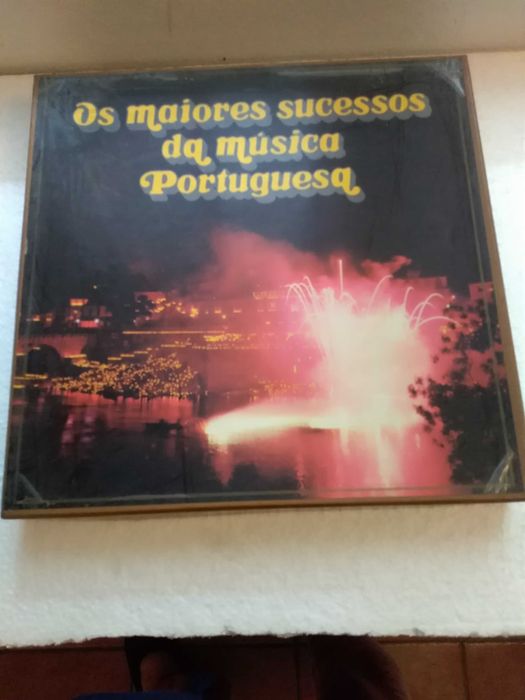 Os maiores sucessos
da música
Portuguesa